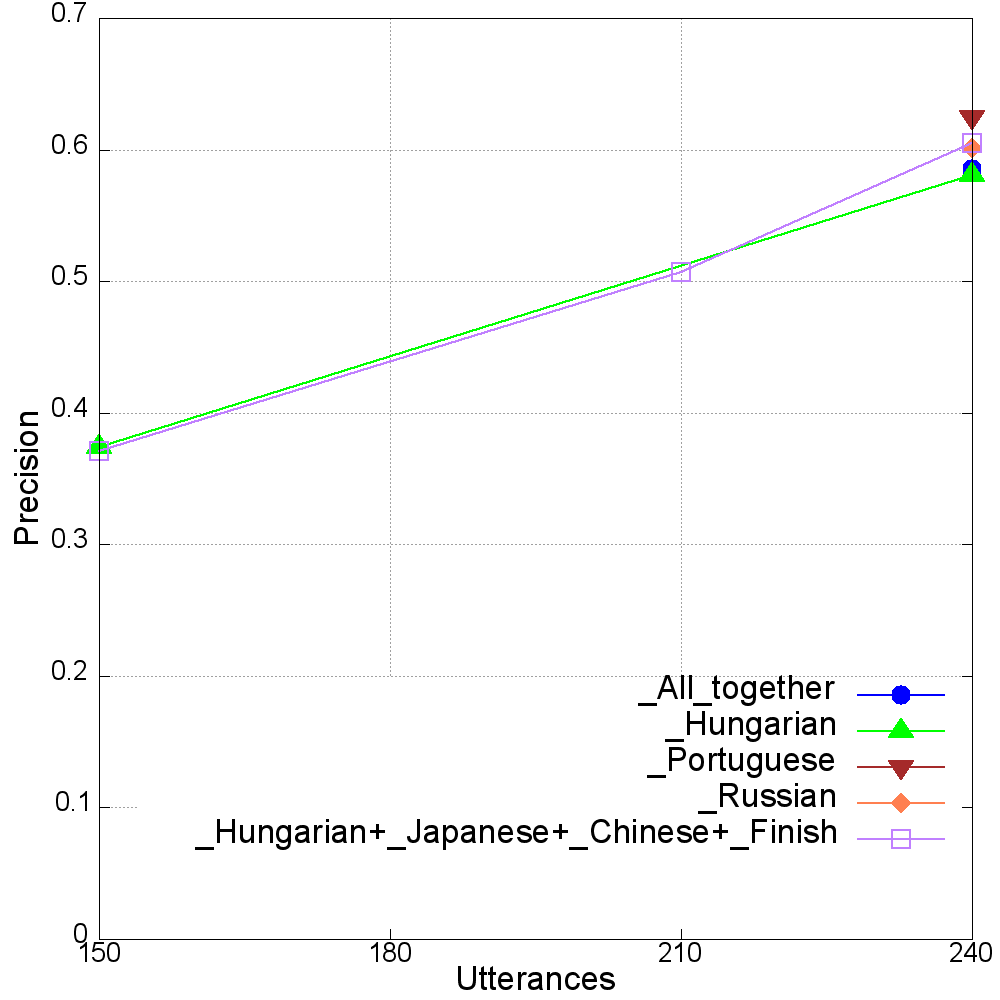 0.7
0.6
0.5
0.4
0.3
0.2
0.1
0
Precision
150
180
210
240
Utterances
_All_together
_Hungarian
_Portuguese
_Russian
_Hungarian+_Japanese+_Chinese+_Finish